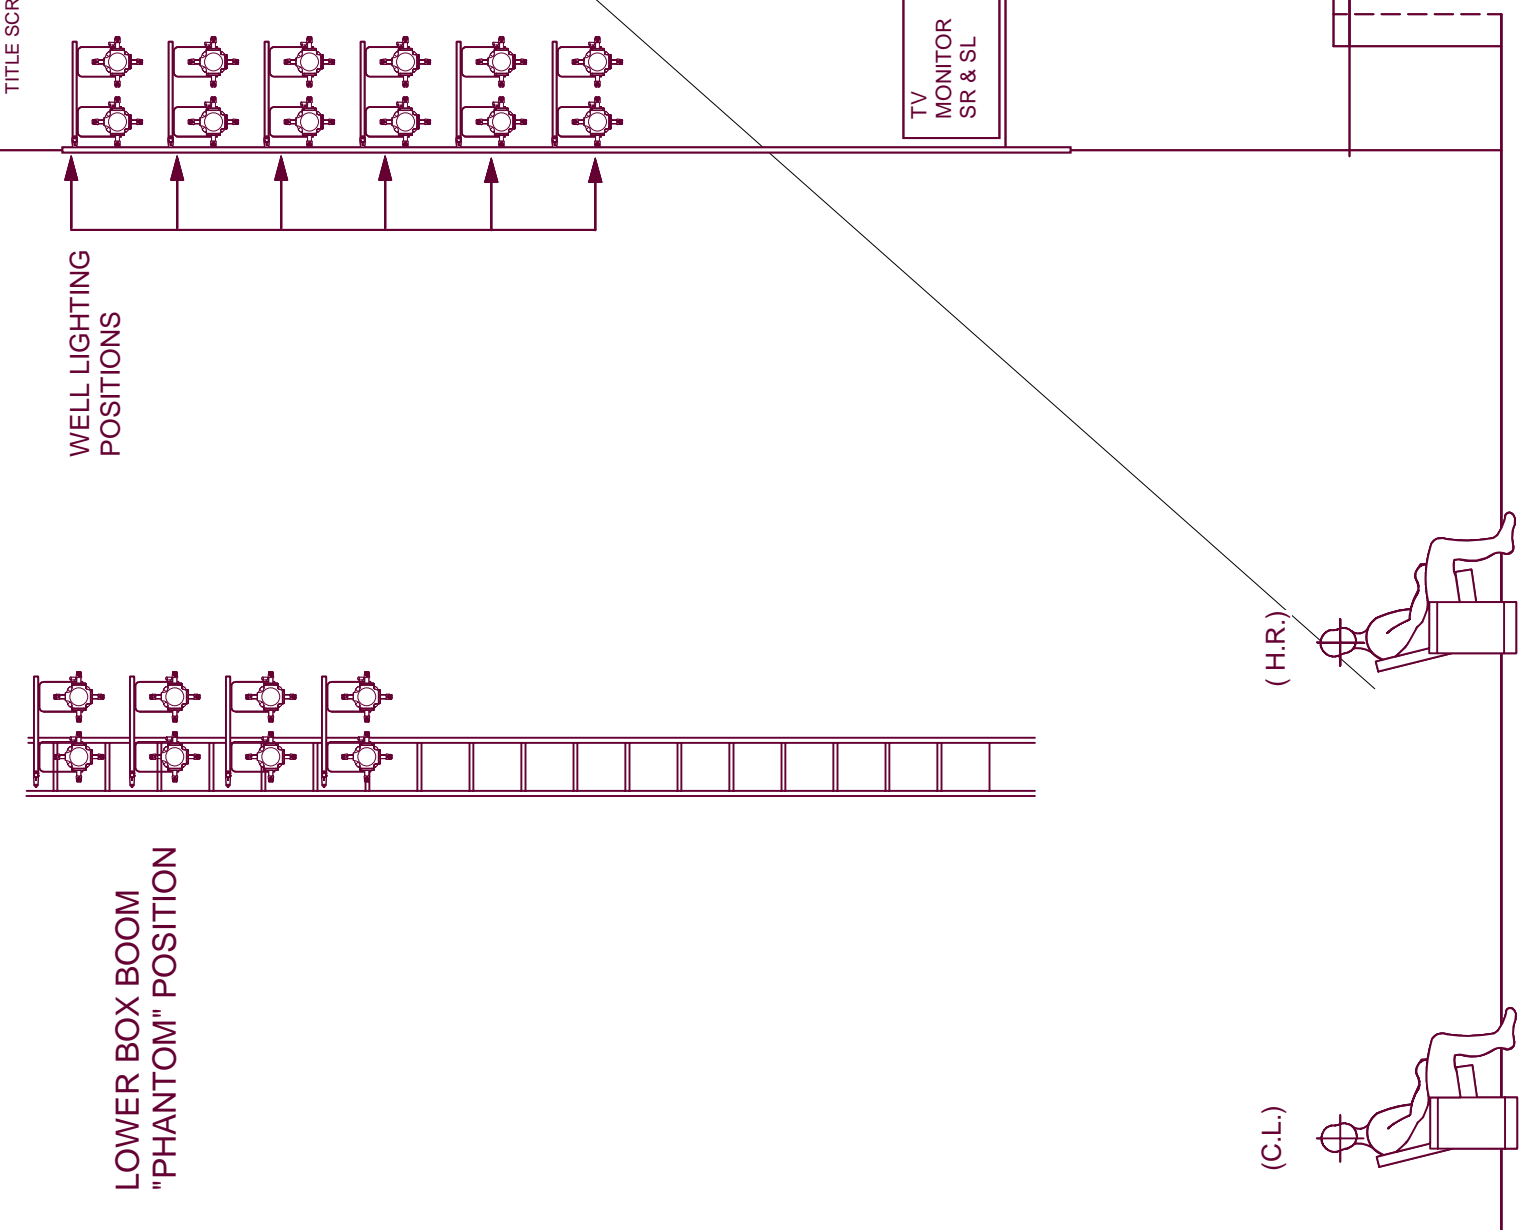 TITLE SCR
TV
MONITOR
SR & SL
WELL LIGHTING
POSITIONS
( H.R.)
LOWER BOX BOOM
"PHANTOM" POSITION
(C.L.)